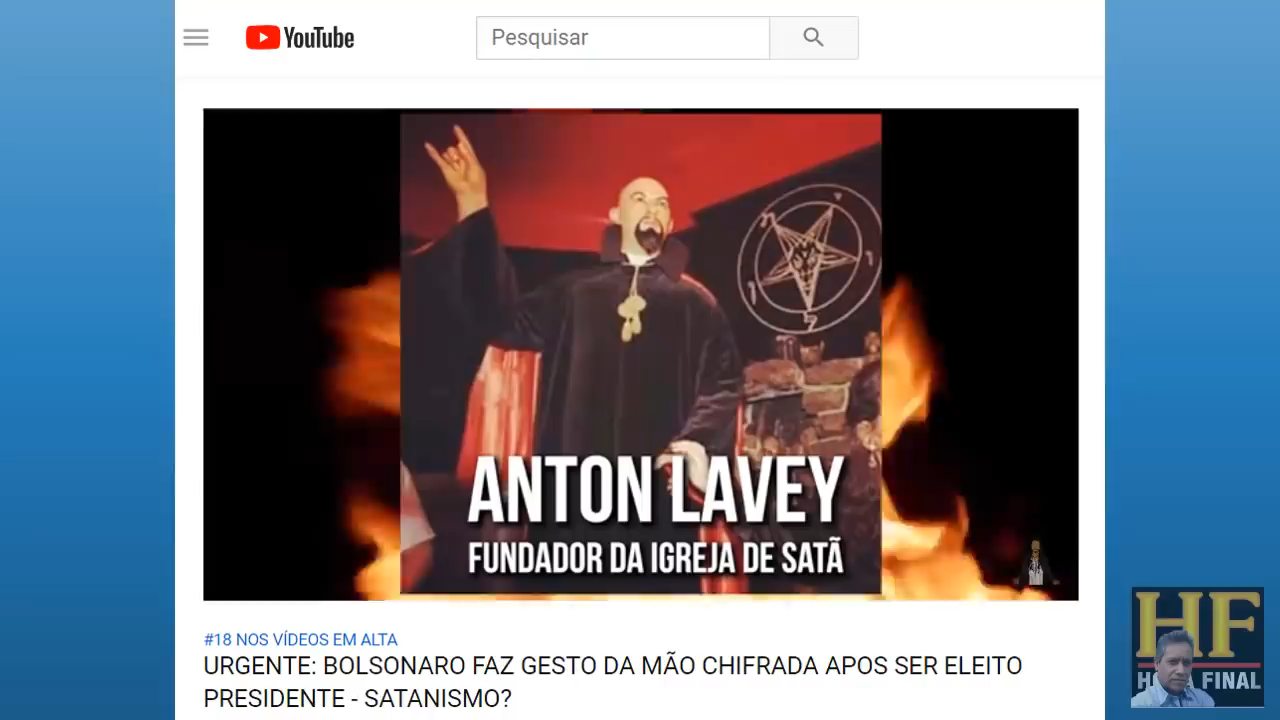 YouTube
Pesquisar
ANTON LAVEY
FUNDADOR DA IGREJA DE SATÃ
#18 NOS VÍDEOS EM ALTA
URGENTE: BOLSONARO FAZ GESTO DA MÃO CHIFRADA APOS SER ELEITO
PRESIDENTE - SATANISMO?
HF
HORA FINAL